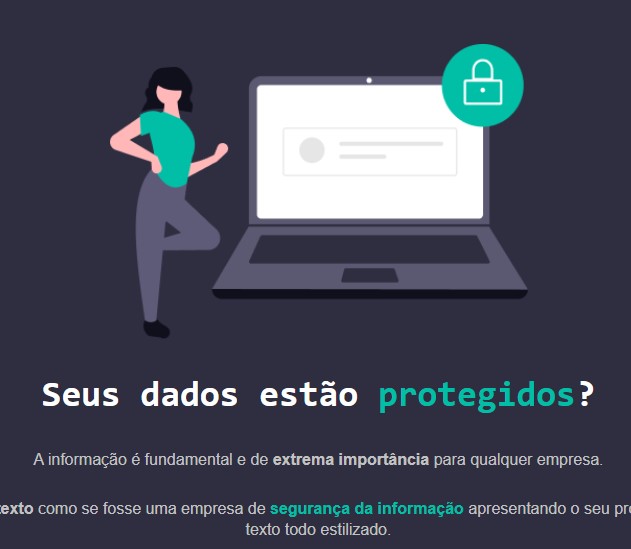 Seus dados estão protegidos?
A informação é fundamental e de extrema importância para qualquer empresa.
como se fosse uma empresa de segurança da informação apresentando o seu
texto todo estilizado.